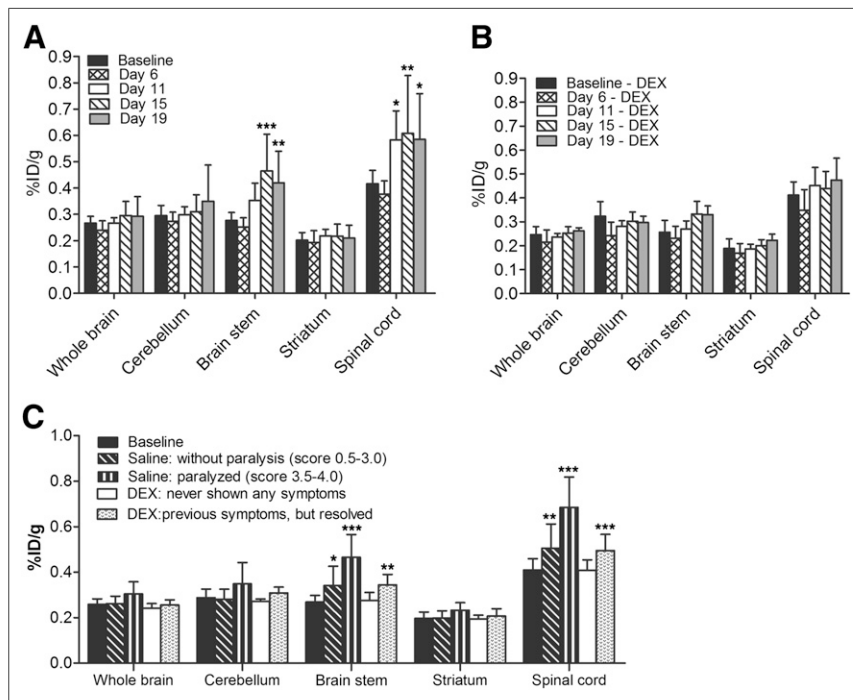 A
Baseline
Day 6
Day 11
Day 15
Day 19
%ID/g
0.9
0.8
0.7
0.6
0.5
0.4
0.3
0.2
0.1
0.0
***
**
*
**
*
Whole brain
Cerebellum
Brain stem
Striatum
Spinal cord
B
Baseline - DEX
Day 6 - DEX
Day 11 - DEX
Day 15 - DEX
Day 19 - DEX
%ID/g
0.9
0.8
0.7
0.6
0.5
0.4
0.3
0.2
0.1
0.0
Whole brain
Cerebellum
Brain stem
Striatum
Spinal cord
C
Baseline
Saline: without paralysis (score 0.5-3.0)
Saline: paralyzed (score 3.5-4.0)
DEX: never shown any symptoms
DEX:previous symptoms, but resolved
%ID/g
1.0
0.8
0.6
0.4
0.2
0.0
*
***
**
**
***
***
Whole brain
Cerebellum
Brain stem
Striatum
Spinal cord